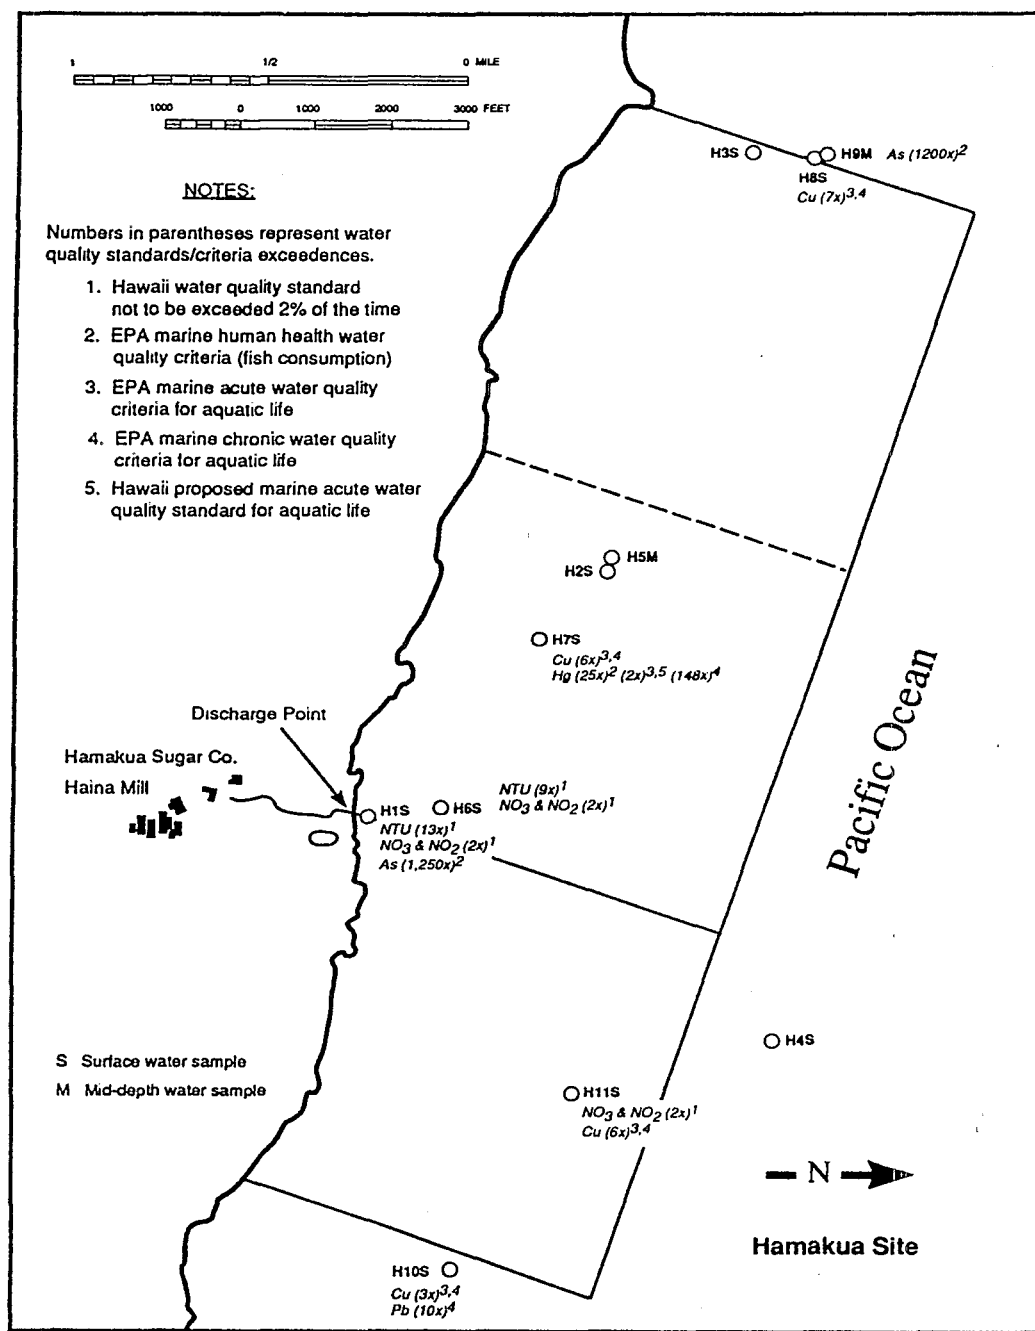 1 1/2 0 MILE
1000 0 1000 2000 3000 FEET
NOTES:
Numbers in parentheses represent water
quality standards/criteria exceedences.
1. Hawaii water quality standard
not to be exceeded 2% of the time
2. EPA marine human health water
quality criteria (fish consumption)
3. EPA marine acute water quality
criteria for aquatic life
4. EPA marine chronic water quality
criteria for aquatic life
5. Hawaii proposed marine acute water
quality standard for aquatic life
H3S
H9M As (1200x)²
H8S
Cu (7x)³,⁴
H5M
H2S
H7S
Cu (6x)³,⁴
Hg (25x)² (2x)³,⁵ (148x)⁴
Discharge Point
Hamakua Sugar Co.
Haina Mill
H1S
NTU (13x)¹
NO₃ & NO₂ (2x)¹
As (1,250x)²
H6S
NTU (9x)¹
NO₃ & NO₂ (2x)¹
Pacific Ocean
H4S
S Surface water sample
M Mid-depth water sample
H11S
NO₃ & NO₂ (2x)¹
Cu (6x)³,⁴
N
Hamakua Site
H10S
Cu (3x)³,⁴
Pb (10x)⁴